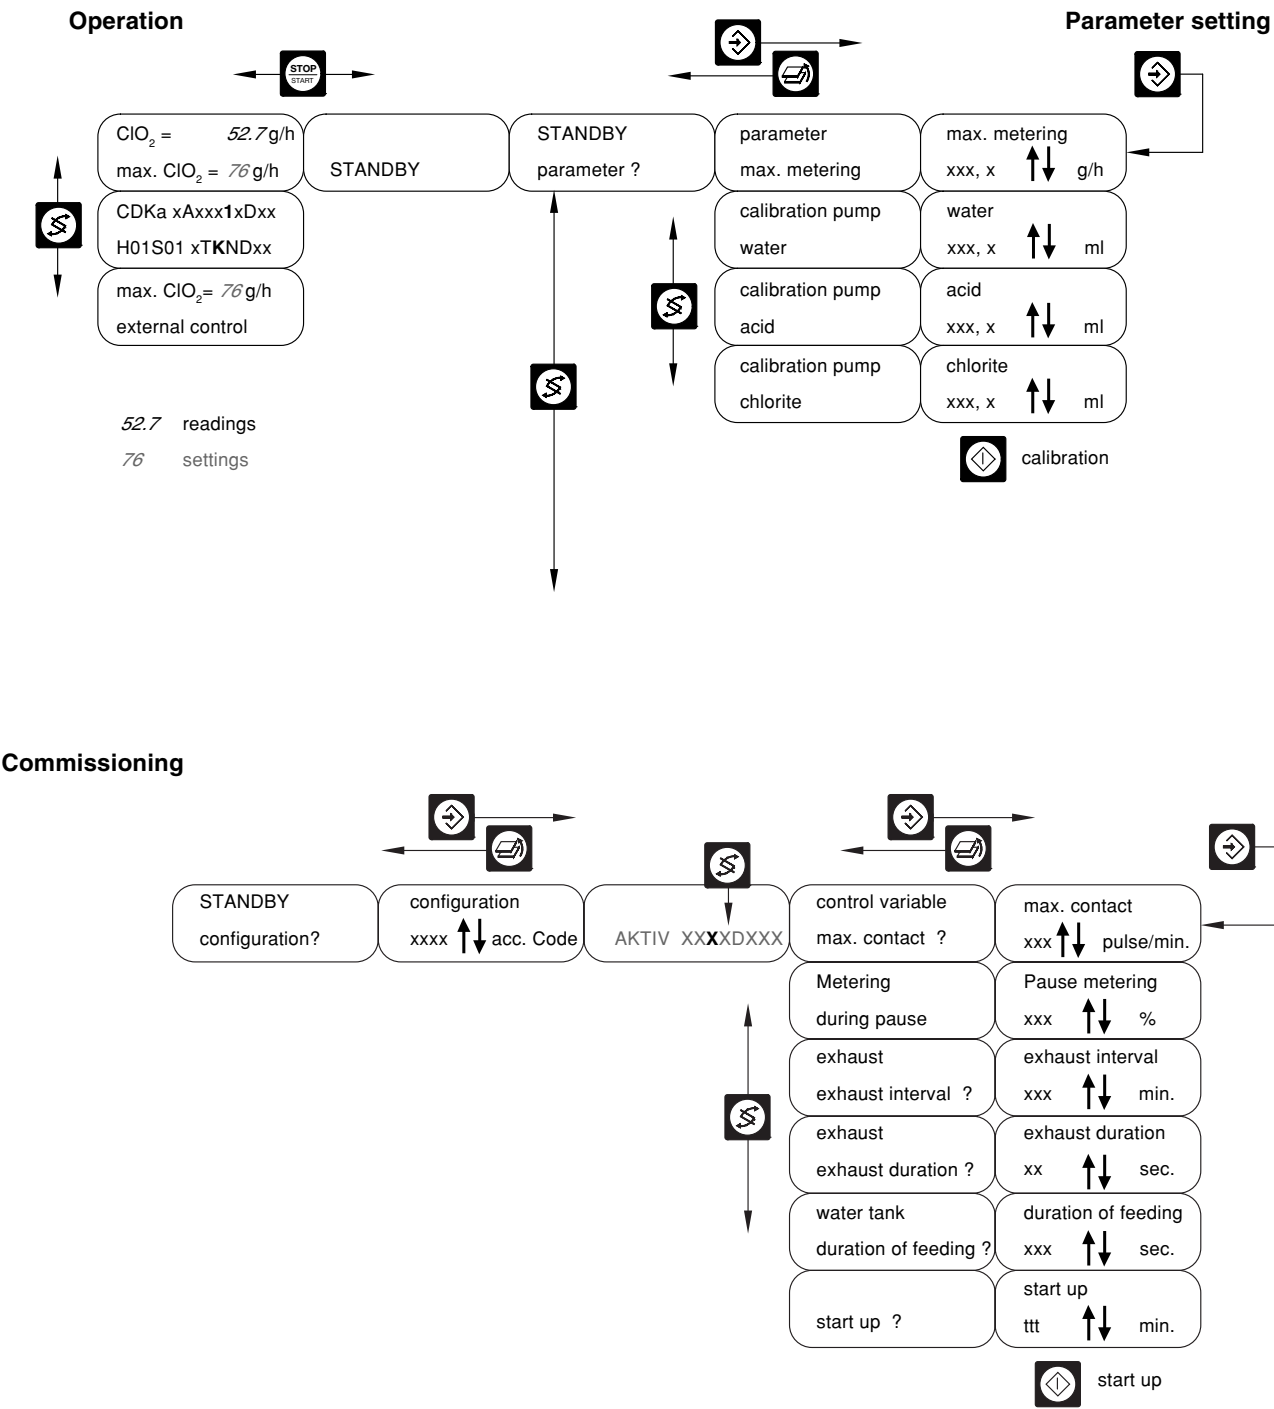 Operation
Parameter setting
STOP
START
ClO2 = 52.7 g/h
max. ClO2 = 76 g/h
STANDBY
STANDBY
parameter ?
parameter
max. metering
max. metering
xxx, x g/h
CDKa xAxxx1xDxx
H01S01 xTKNDxx
calibration pump
water
water
xxx, x ml
max. ClO2= 76 g/h
external control
calibration pump
acid
acid
xxx, x ml
calibration pump
chlorite
chlorite
xxx, x ml
52.7 readings
76 settings
calibration
Commissioning
STANDBY
configuration?
configuration
xxxx acc. Code
AKTIV XXXXDXXX
control variable
max. contact ?
max. contact
xxx pulse/min.
Metering
during pause
Pause metering
xxx %
exhaust
exhaust interval ?
exhaust interval
xxx min.
exhaust
exhaust duration ?
exhaust duration
xx sec.
water tank
duration of feeding ?
duration of feeding
xxx sec.
start up ?
start up
ttt min.
start up